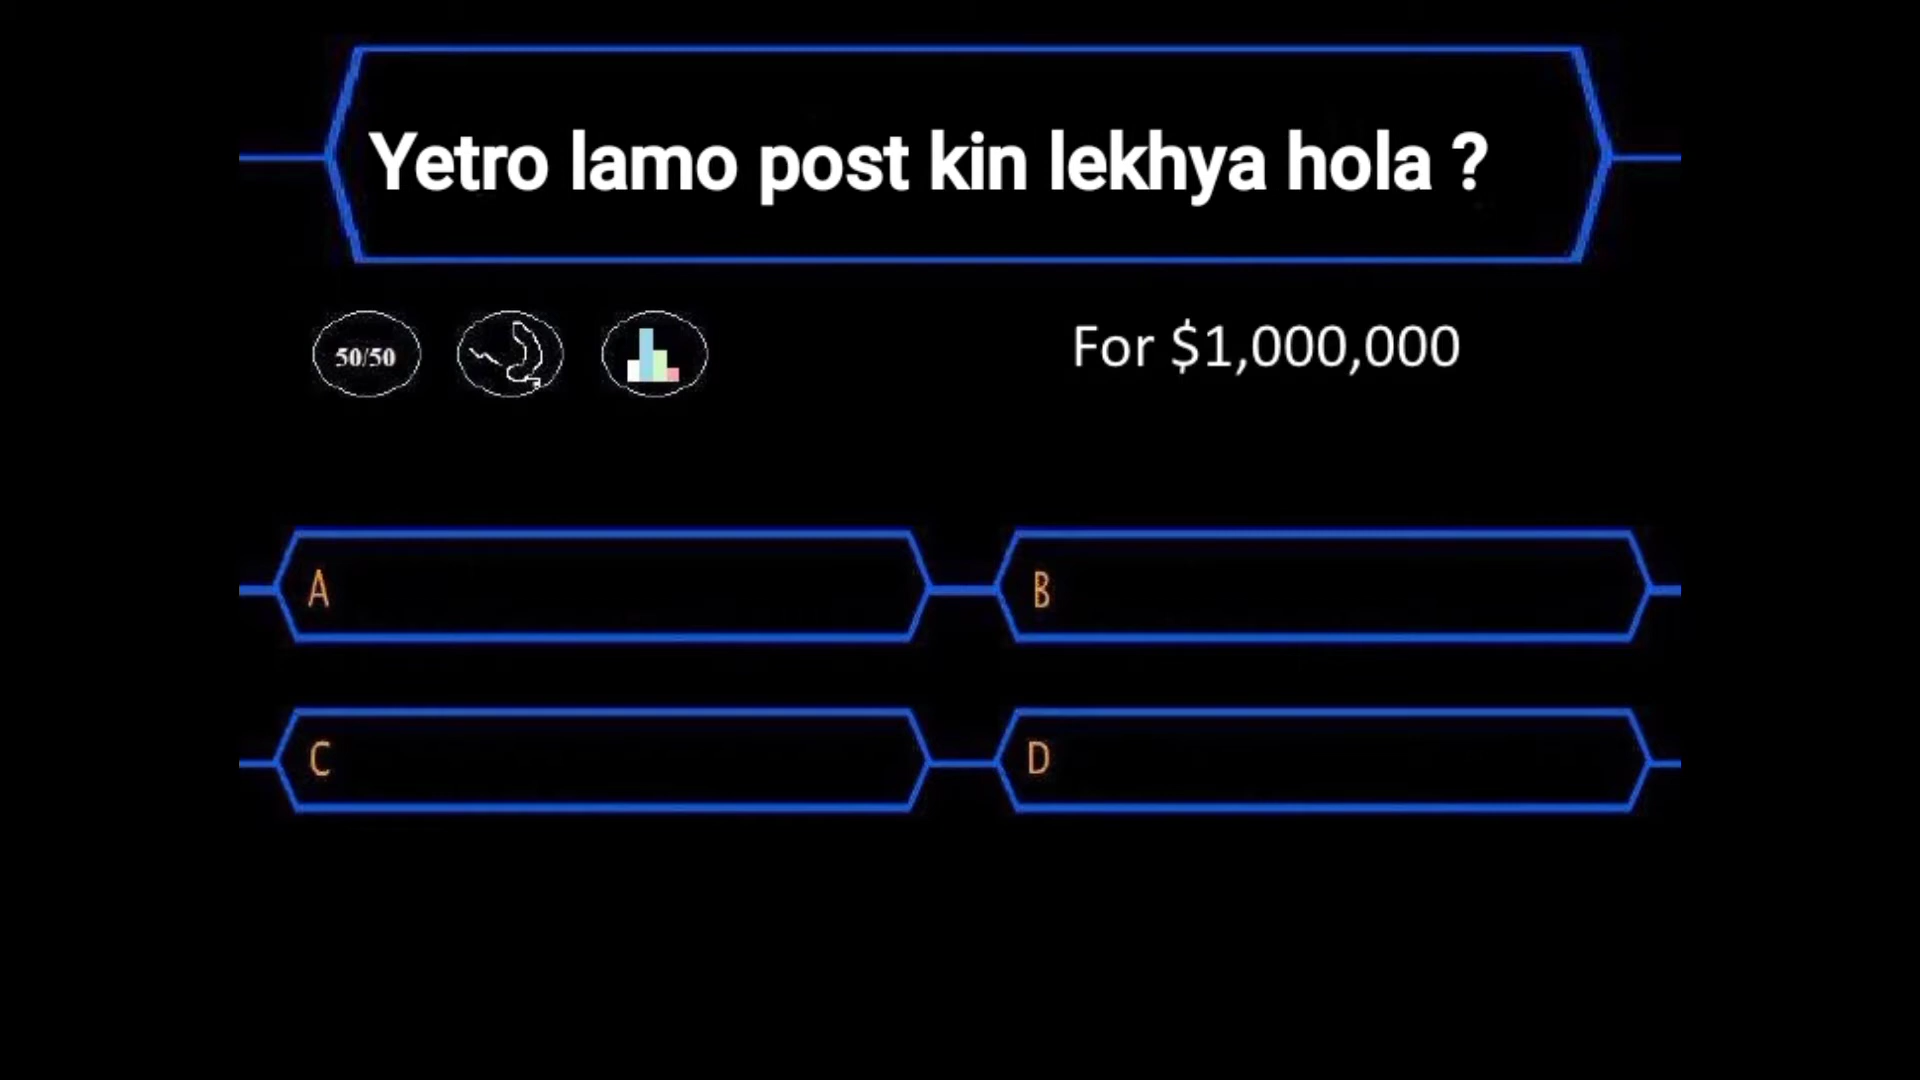 Yetro lamo post kin lekhya hola ?
50/50
For $1,000,000
A
B
C
D